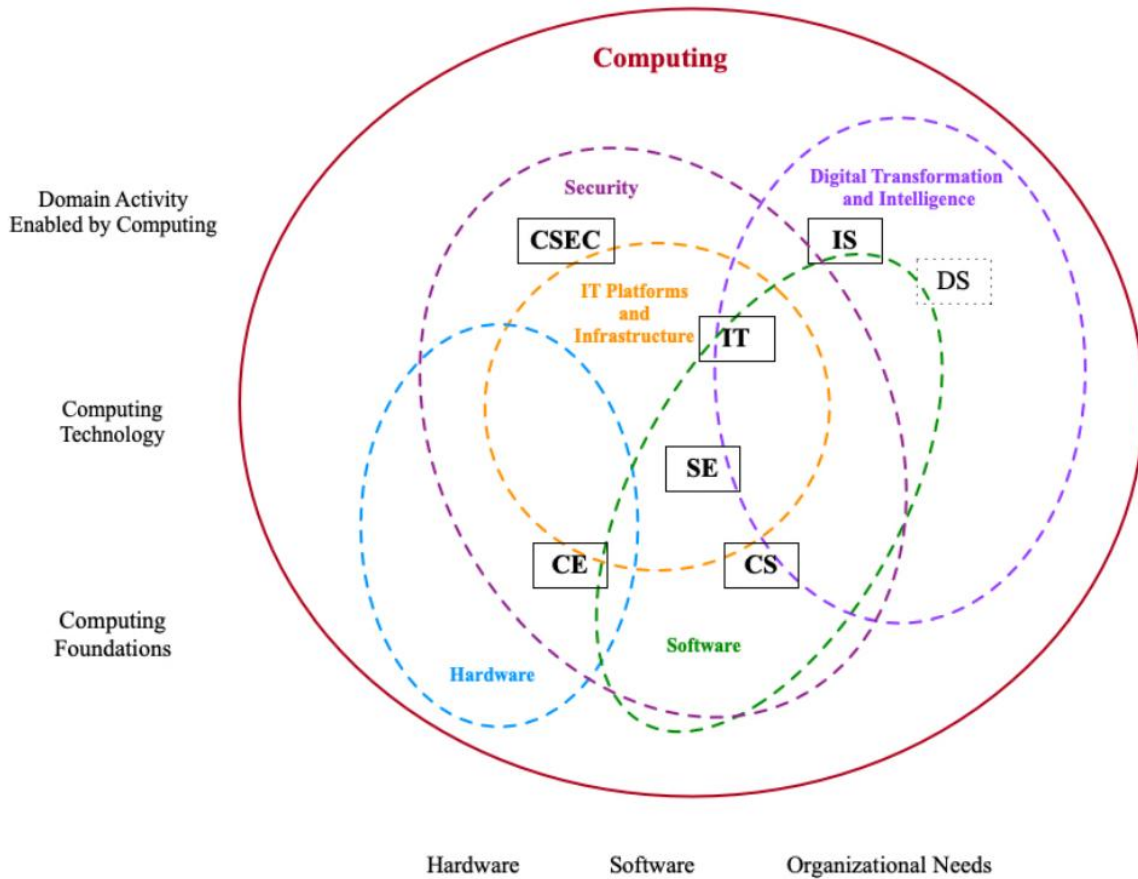 Computing
Digital Transformation
and Intelligence
Security
Domain Activity
Enabled by Computing
CSEC
IS
DS
IT Platforms
and
Infrastructure
IT
Computing
Technology
SE
CE
CS
Computing
Foundations
Software
Hardware
Hardware
Software
Organizational Needs